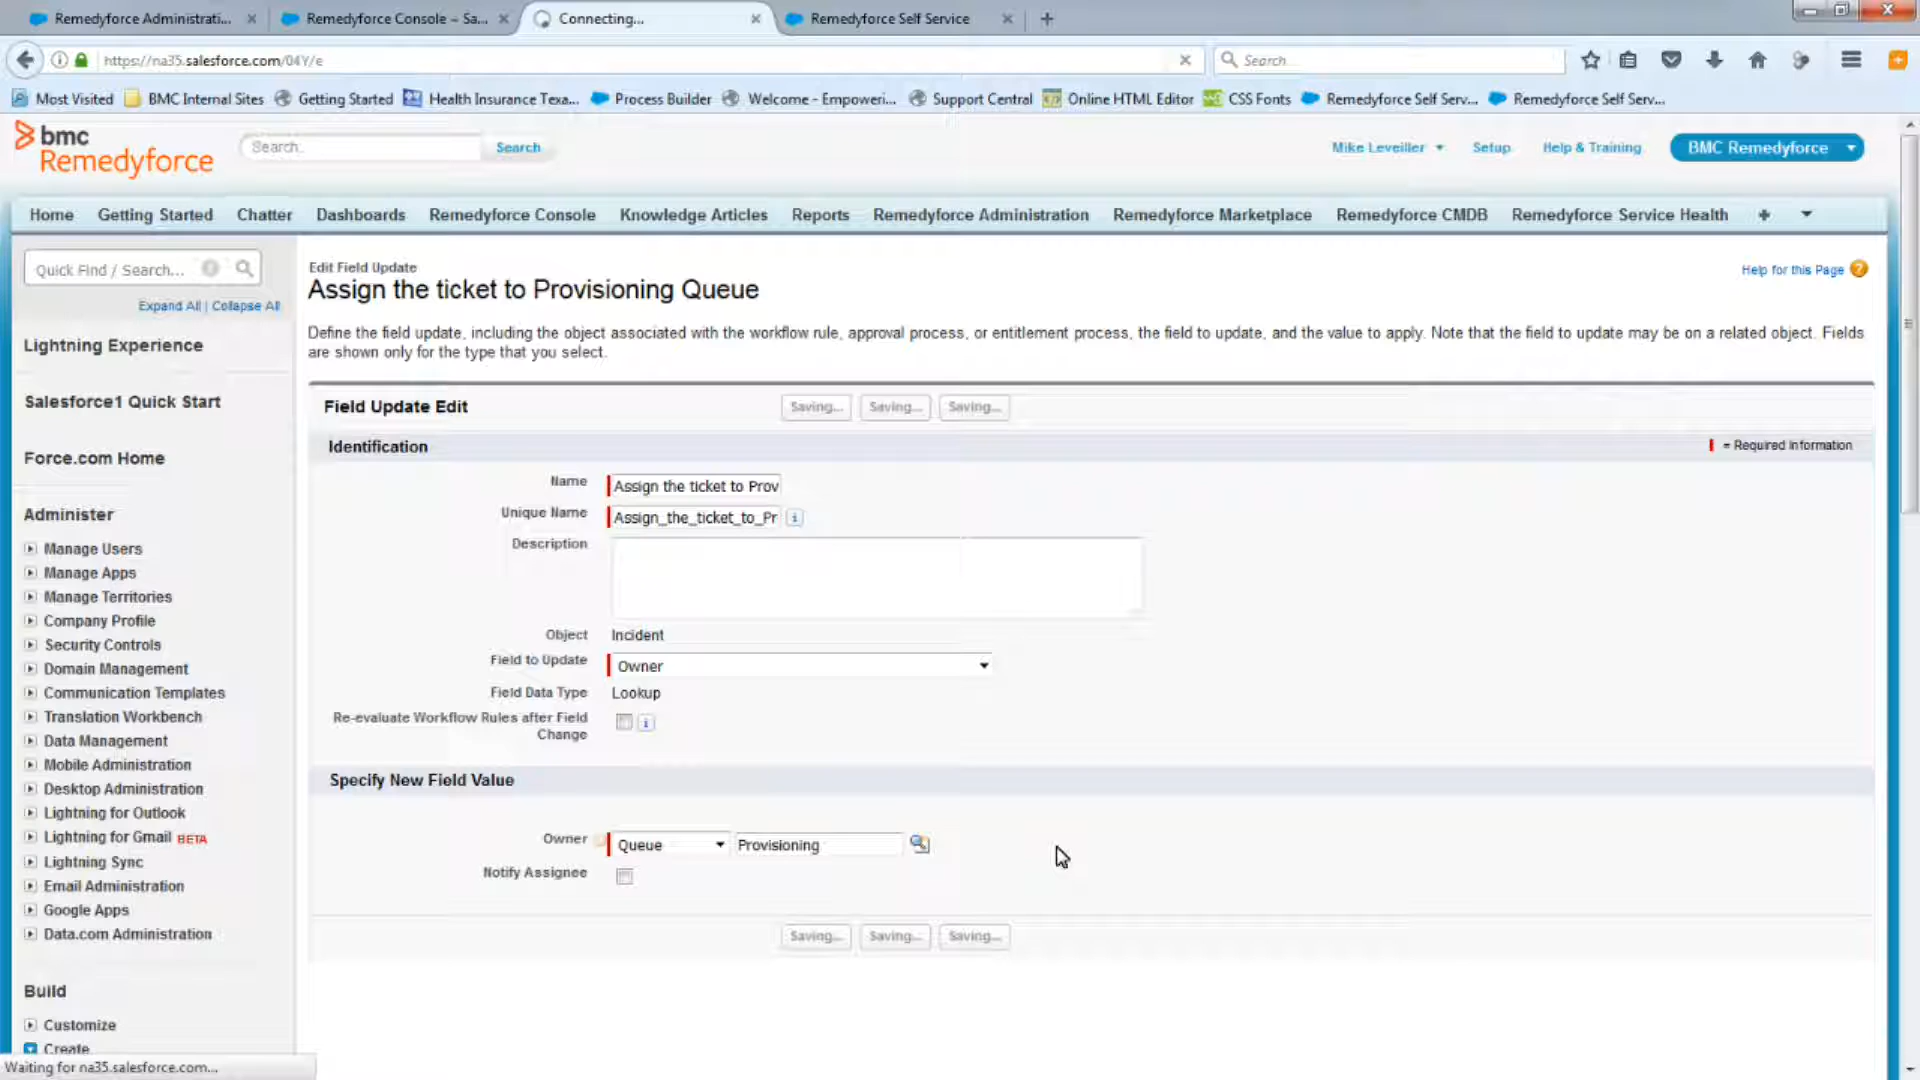 Remedyforce Administrati...
Remedyforce Console – Sa...
Connecting...
Remedyforce Self Service
https://na35.salesforce.com/04Y/e
Search
Most Visited
BMC Internal Sites
Getting Started
Health Insurance Texa...
Process Builder
Welcome - Empoweri...
Support Central
Online HTML Editor
CSS Fonts
Remedyforce Self Serv...
Remedyforce Self Serv...
bmc
Remedyforce
Search...
Search
Mike Leveiller
Setup
Help & Training
BMC Remedyforce
Home
Getting Started
Chatter
Dashboards
Remedyforce Console
Knowledge Articles
Reports
Remedyforce Administration
Remedyforce Marketplace
Remedyforce CMDB
Remedyforce Service Health
+
Quick Find / Search...
Expand All | Collapse All
Lightning Experience
Salesforce1 Quick Start
Force.com Home
Administer
Manage Users
Manage Apps
Manage Territories
Company Profile
Security Controls
Domain Management
Communication Templates
Translation Workbench
Data Management
Mobile Administration
Desktop Administration
Lightning for Outlook
Lightning for Gmail BETA
Lightning Sync
Email Administration
Google Apps
Data.com Administration
Build
Customize
Create
Edit Field Update
Assign the ticket to Provisioning Queue
Help for this Page
Define the field update, including the object associated with the workflow rule, approval process, or entitlement process, the field to update, and the value to apply. Note that the field to update may be on a related object. Fields
are shown only for the type that you select.
Field Update Edit
Saving...
Saving...
Saving...
Identification
= Required Information
Name
Assign the ticket to Prov
Unique Name
Assign_the_ticket_to_Pr
Description
Object
Incident
Field to Update
Owner
Field Data Type
Lookup
Re-evaluate Workflow Rules after Field
Change
Specify New Field Value
Owner
Queue
Provisioning
Notify Assignee
Saving...
Saving...
Saving...
Waiting for na35.salesforce.com...